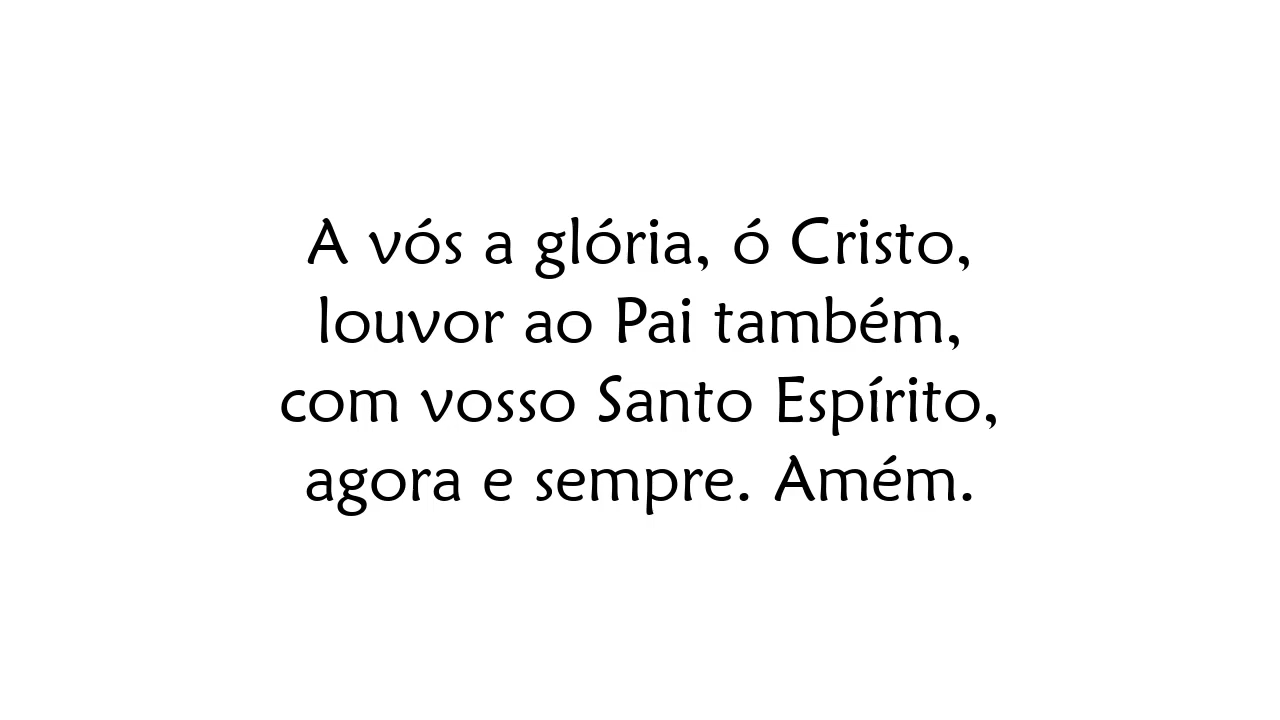 A vós a glória, ó Cristo,
louvor ao Pai também,
com vosso Santo Espírito,
agora e sempre. Amém.